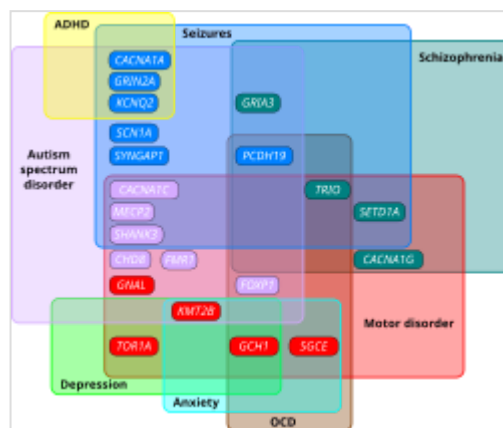 ADHD
Seizures
CACNA1A
Schizophrenia
GRIN2A
KCNQ2
GRIA3
SCN1A
Autism
spectrum
disorder
SYNGAP1
PCDH19
CACNA1C
TRIO
MECP2
SETD1A
SHANK3
CHD8
FMR1
CACNA1G
GNAL
FOXP1
KMT2B
Motor disorder
TOR1A
GCH1
SGCE
Depression
Anxiety
OCD